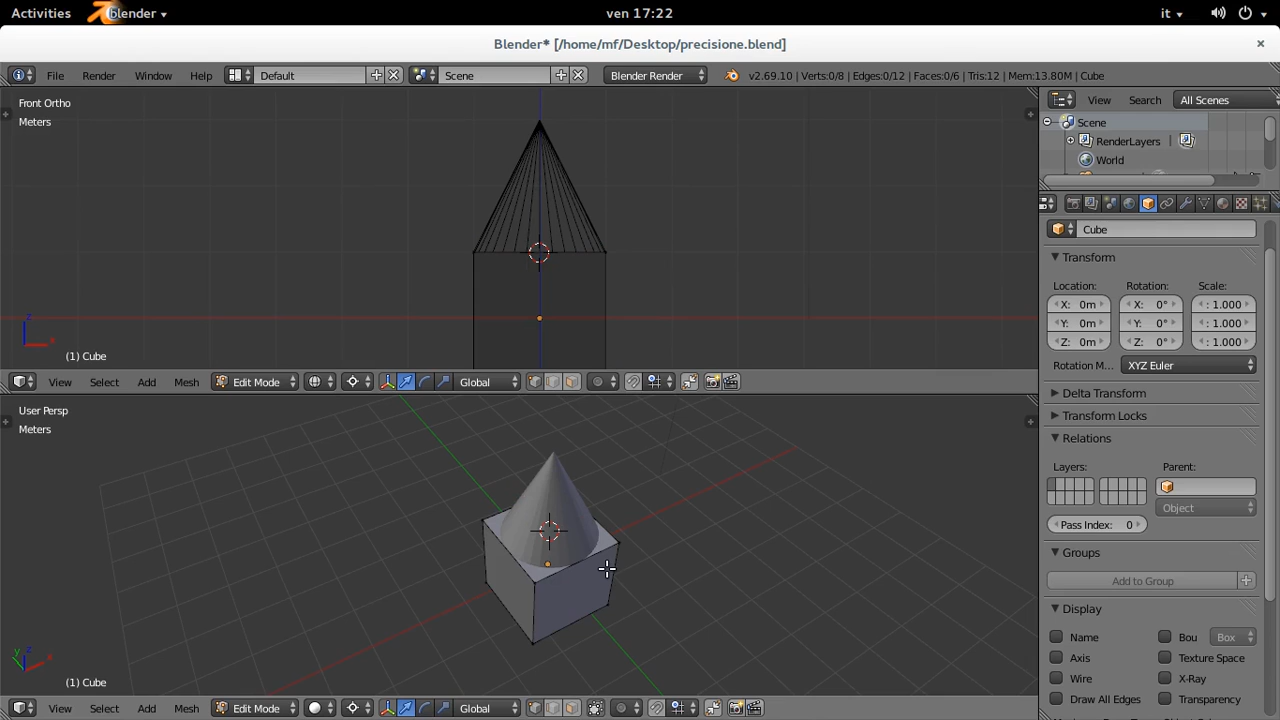 Activities blender ven 17:22 it
Blender* [/home/mf/Desktop/precisione.blend]
File Render Window Help Default Scene Blender Render v2.69.10 | Verts:0/8 | Edges:0/12 | Faces:0/6 | Tris:12 | Mem:13.80M | Cube
Front Ortho
Meters
z
x
(1) Cube
View Select Add Mesh Edit Mode Global
User Persp
Meters
y z x
(1) Cube
View Select Add Mesh Edit Mode Global
View Search All Scenes
Scene
RenderLayers
World
Cube
Transform
Location: Rotation: Scale:
X: 0m X: 0° : 1.000
Y: 0m Y: 0° : 1.000
Z: 0m Z: 0° : 1.000
Rotation M... XYZ Euler
Delta Transform
Transform Locks
Relations
Layers: Parent:
Object
Pass Index: 0
Groups
Add to Group
Display
Name Bou Box
Axis Texture Space
Wire X-Ray
Draw All Edges Transparency